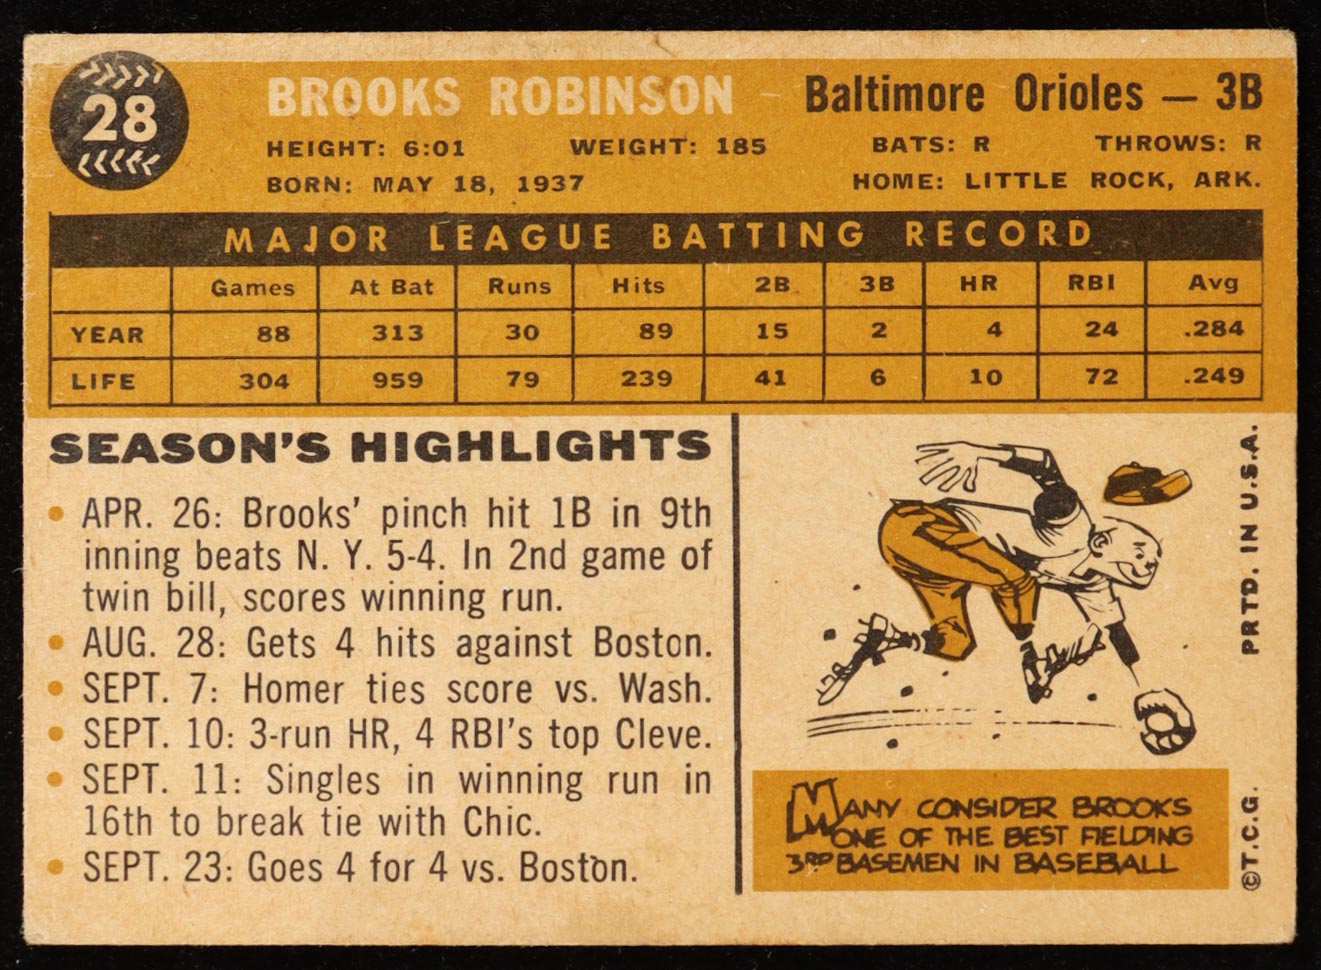 28
BROOKS ROBINSON Baltimore Orioles — 3B
HEIGHT: 6:01 WEIGHT: 185 BATS: R THROWS: R
BORN: MAY 18, 1937 HOME: LITTLE ROCK, ARK.
MAJOR LEAGUE BATTING RECORD
Games At Bat Runs Hits 2B 3B HR RBI Avg
YEAR 88 313 30 89 15 2 4 24 .284
LIFE 304 959 79 239 41 6 10 72 .249
SEASON'S HIGHLIGHTS
• APR. 26: Brooks' pinch hit 1B in 9th
inning beats N. Y. 5-4. In 2nd game of
twin bill, scores winning run.
• AUG. 28: Gets 4 hits against Boston.
• SEPT. 7: Homer ties score vs. Wash.
• SEPT. 10: 3-run HR, 4 RBI's top Cleve.
• SEPT. 11: Singles in winning run in
16th to break tie with Chic.
• SEPT. 23: Goes 4 for 4 vs. Boston.
MANY CONSIDER BROOKS
ONE OF THE BEST FIELDING
3RD BASEMEN IN BASEBALL
©T.C.G. PRTD. IN U.S.A.